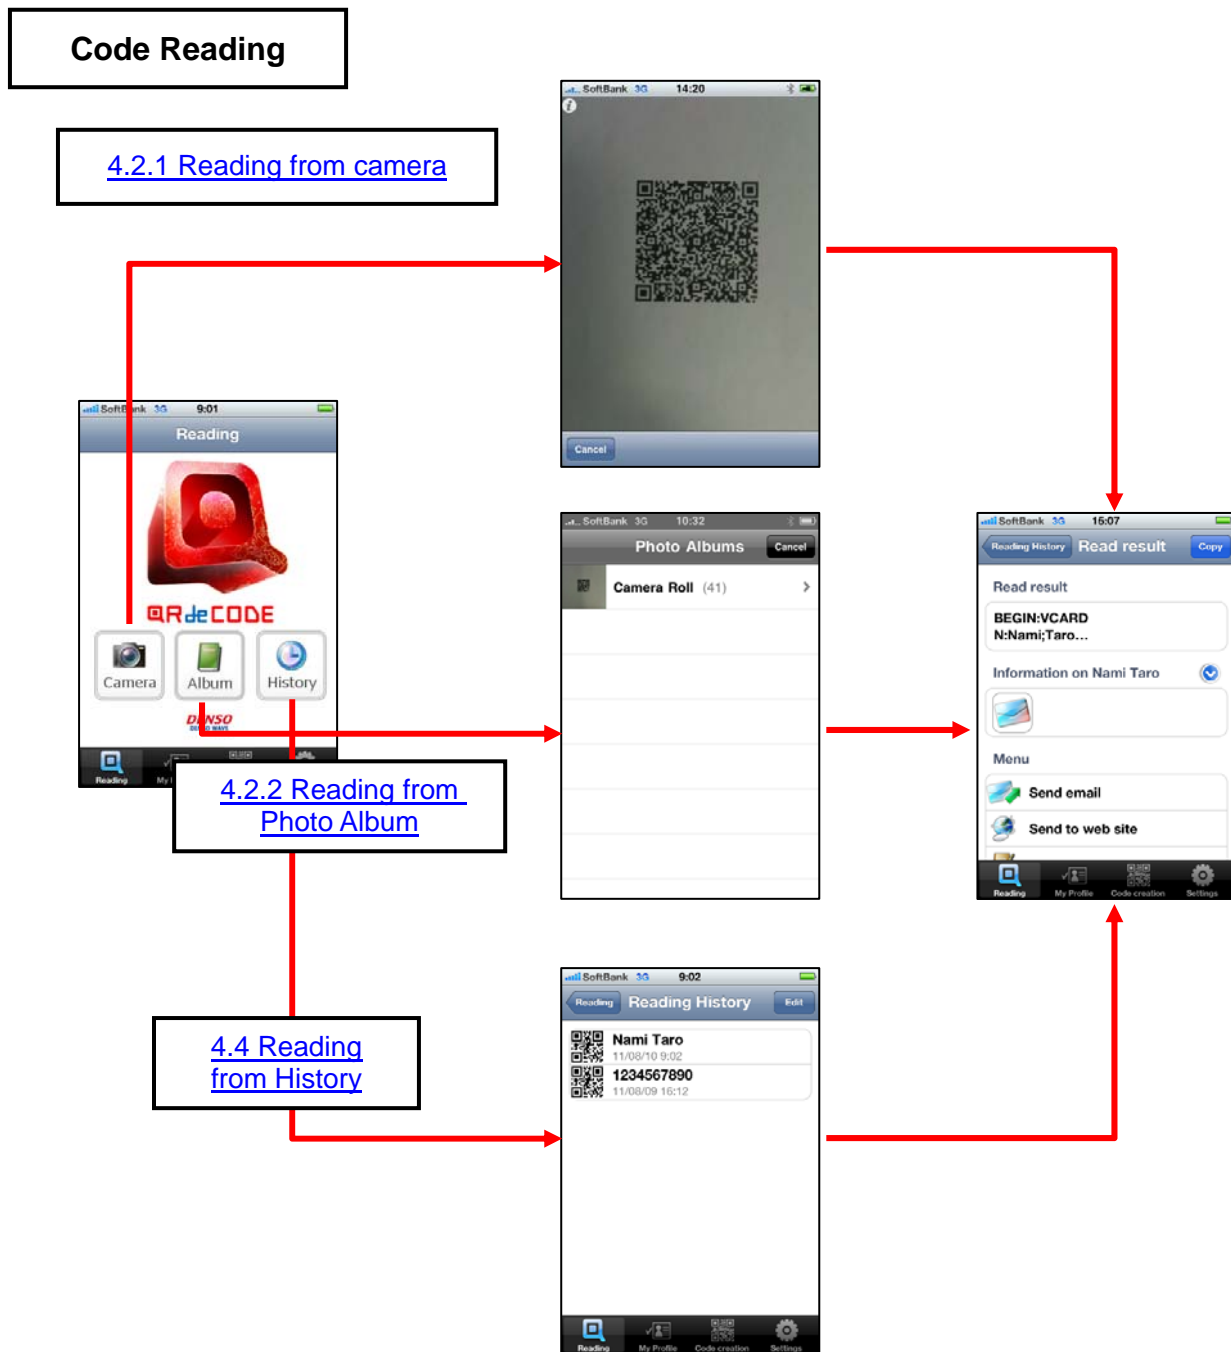 Code Reading
4.2.1 Reading from camera
SoftBank 3G 14:20
Cancel
SoftBank 3G 9:01
Reading
QRdeCODE
Camera Album History
DENSO
DENSO WAVE
Reading
4.2.2 Reading from
Photo Album
SoftBank 3G 10:32
Photo Albums Cancel
Camera Roll (41)
SoftBank 3G 15:07
Reading History Read result Copy
Read result
BEGIN:VCARD
N:Nami;Taro...
Information on Nami Taro
Menu
Send email
Send to web site
Reading My Profile Code creation Settings
4.4 Reading
from History
SoftBank 3G 9:02
Reading Reading History Edit
Nami Taro
11/08/10 9:02
1234567890
11/08/09 16:12
Reading My Profile Code creation Settings